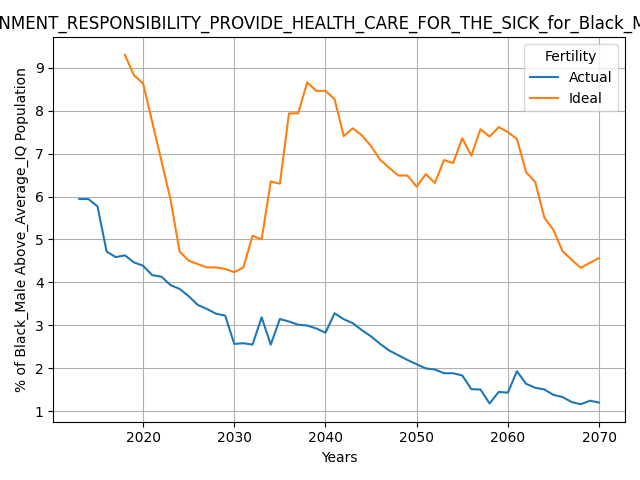 NMENT_RESPONSIBILITY_PROVIDE_HEALTH_CARE_FOR_THE_SICK_for_Black_M
Fertility
Actual
Ideal
% of Black_Male Above_Average_IQ Population
9
8
7
6
5
4
3
2
1
2020 2030 2040 2050 2060 2070
Years